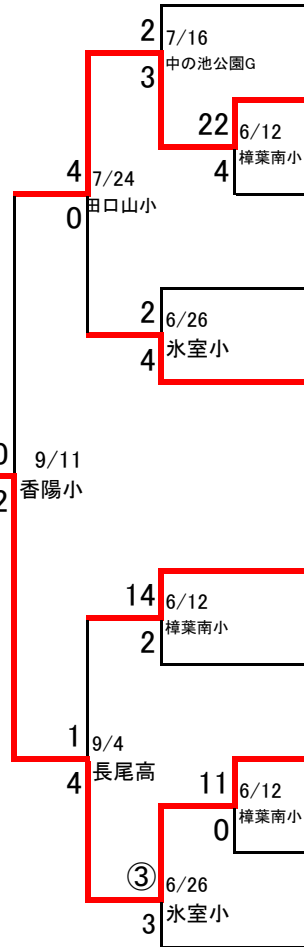 2 7/16
中の池公園G
3
22 6/12
樟葉南小
4
4 7/24
田口山小
0
2 6/26
氷室小
4
0 9/11
香陽小
2
14 6/12
樟葉南小
2
1 9/4
長尾高
4
11 6/12
樟葉南小
0
③ 6/26
氷室小
3